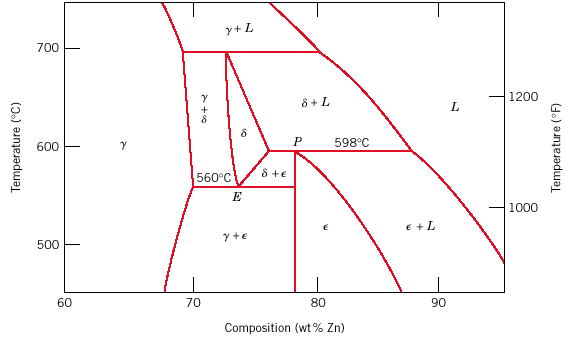 γ+L
700
γ
+
δ
δ + L
1200
L
Temperature (°C)
Temperature (°F)
δ
P
598°C
600
γ
560°C
δ + ϵ
E
1000
γ + ϵ
ϵ
ϵ + L
500
60
70
80
90
Composition (wt% Zn)